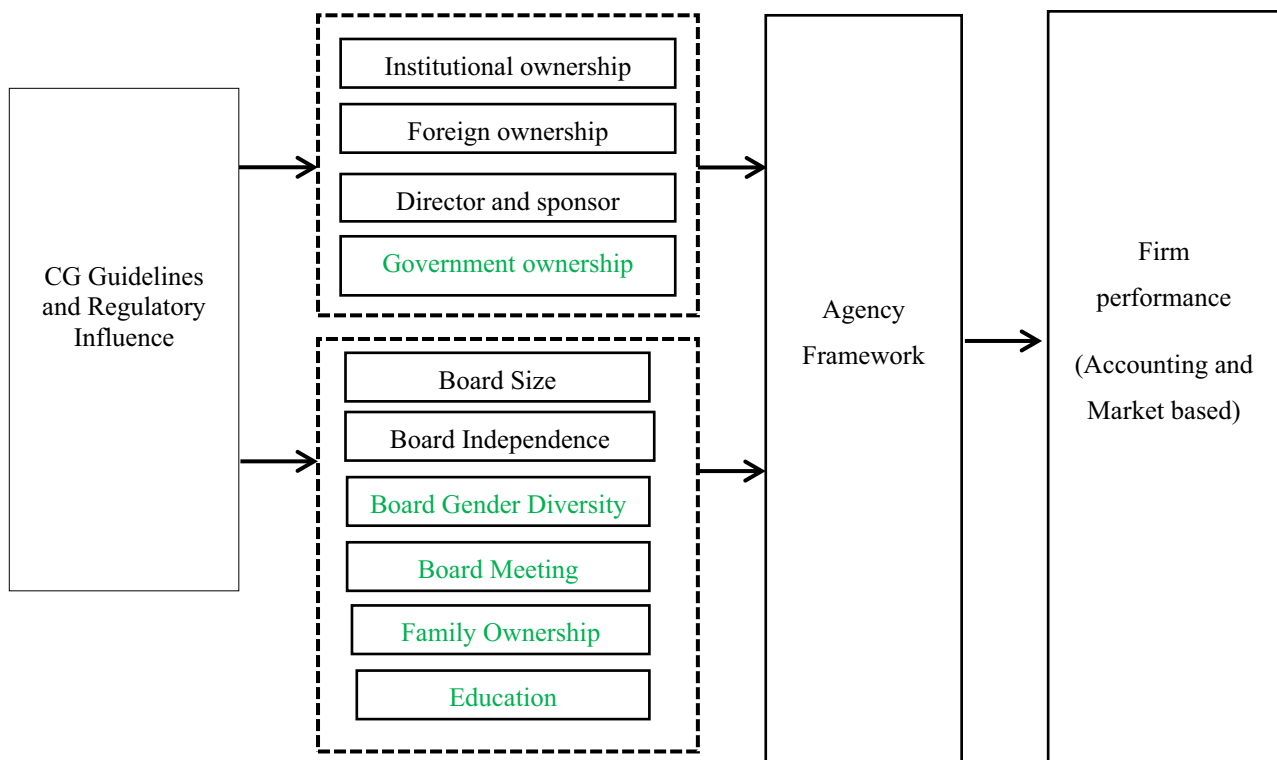 CG Guidelines
and Regulatory
Influence
Institutional ownership
Foreign ownership
Director and sponsor
Government ownership
Board Size
Board Independence
Board Gender Diversity
Board Meeting
Family Ownership
Education
Agency
Framework
Firm
performance
(Accounting and
Market based)